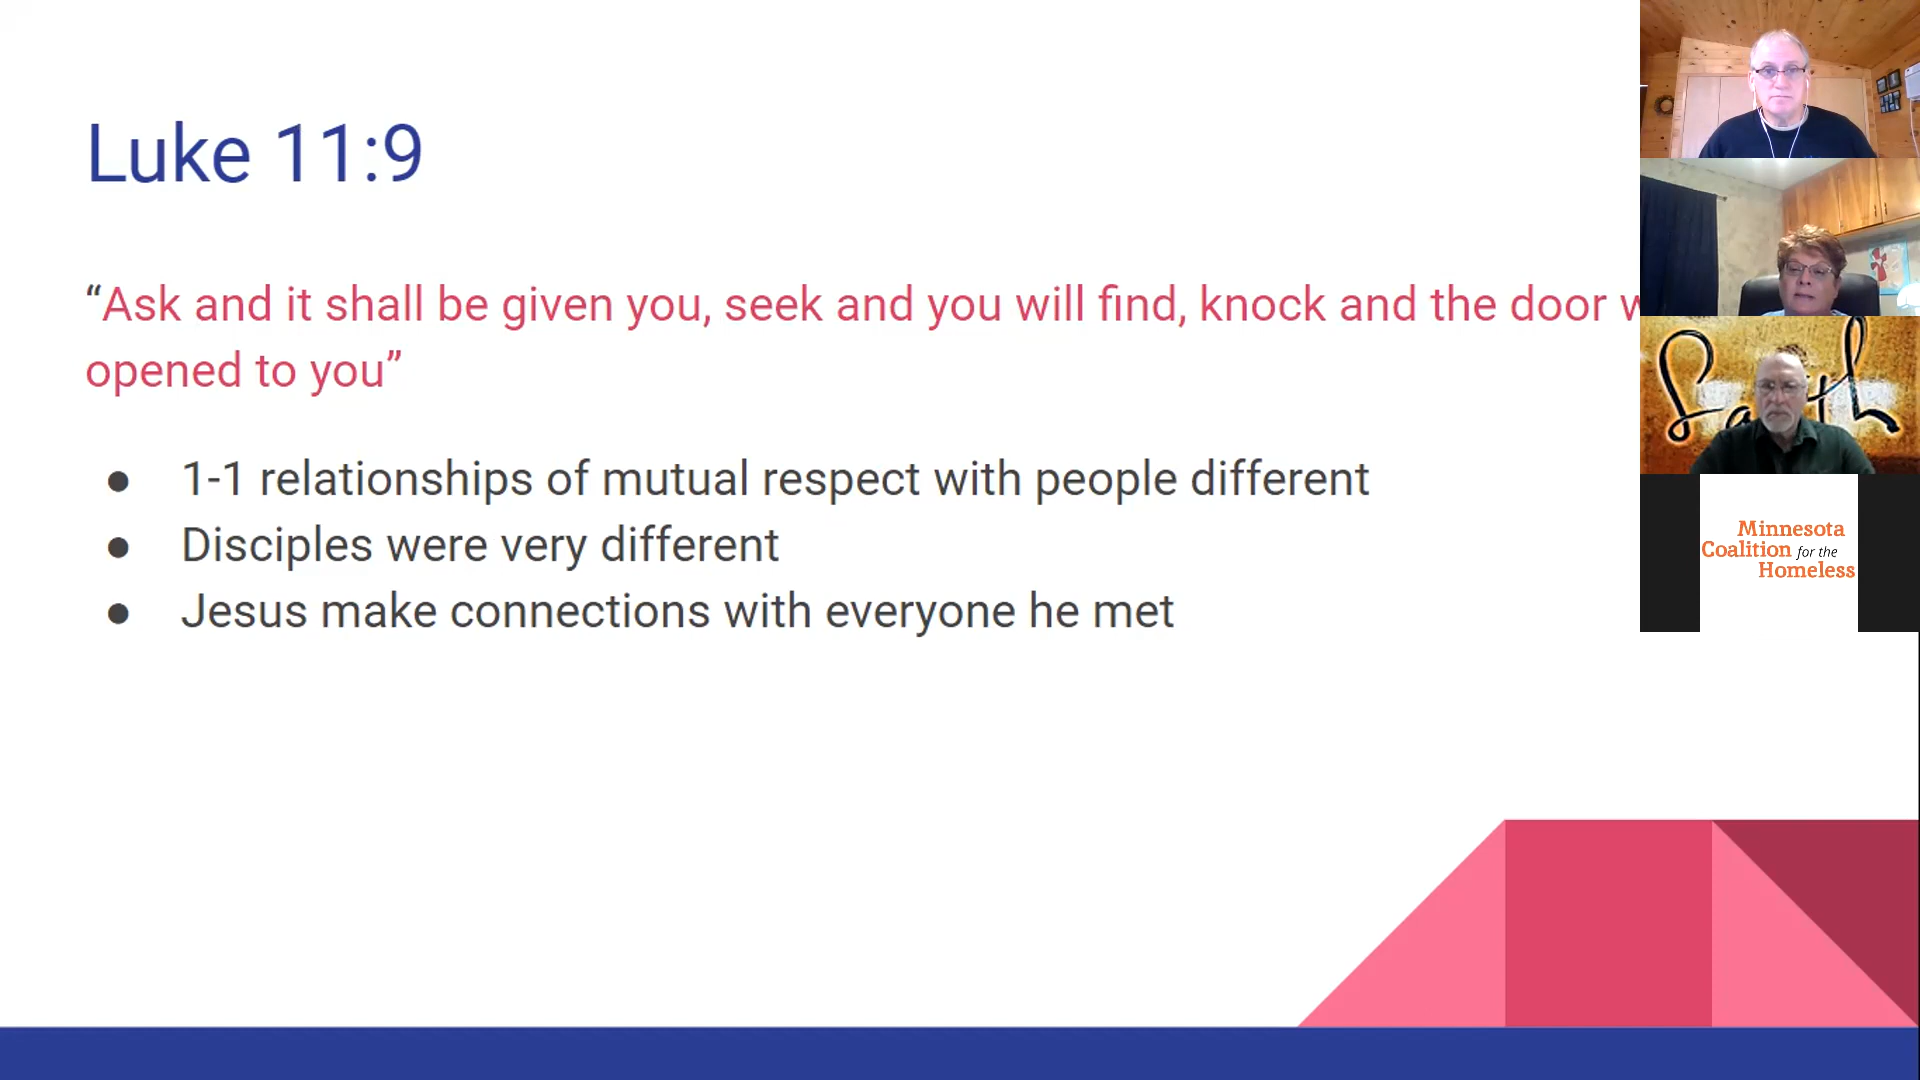 Luke 11:9
“Ask and it shall be given you, seek and you will find, knock and the door
opened to you”
● 1-1 relationships of mutual respect with people different
● Disciples were very different
● Jesus make connections with everyone he met
Minnesota
Coalition for the
Homeless